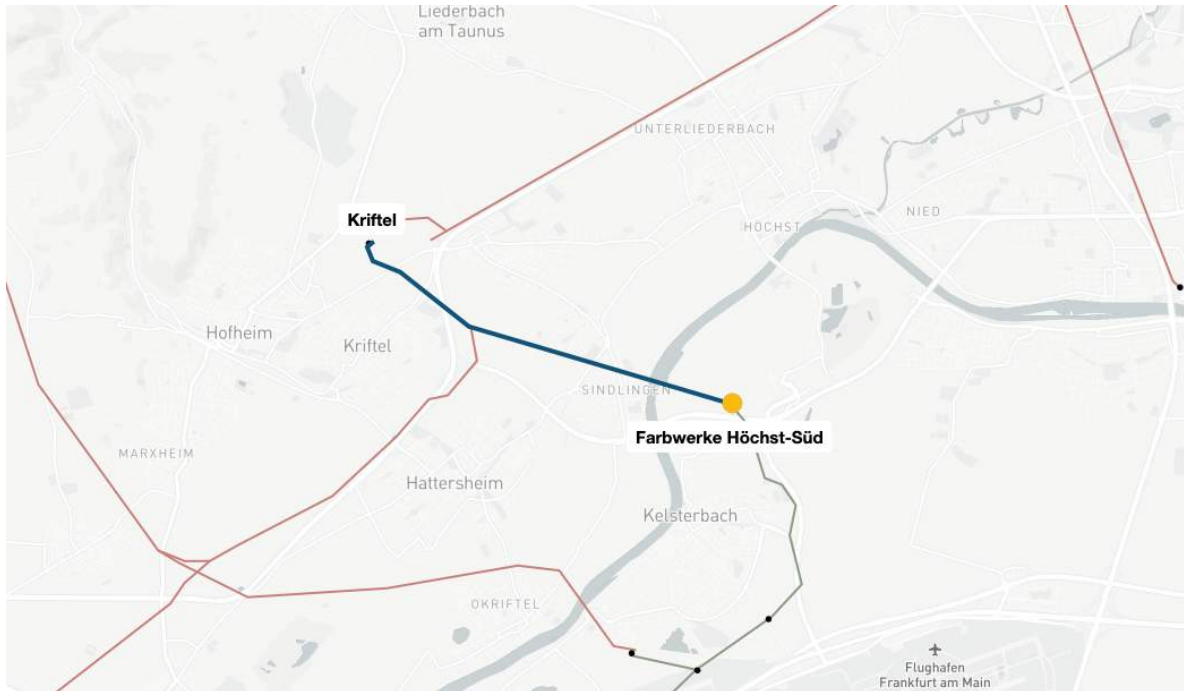 Liederbach
am Taunus
UNTERLIEDERBACH
Kriftel
HÖCHST
NIED
Hofheim
Kriftel
SINDLINGEN
Farbwerke Höchst-Süd
MARXHEIM
Hattersheim
Kelsterbach
OKRIFTEL
Flughafen
Frankfurt am Main